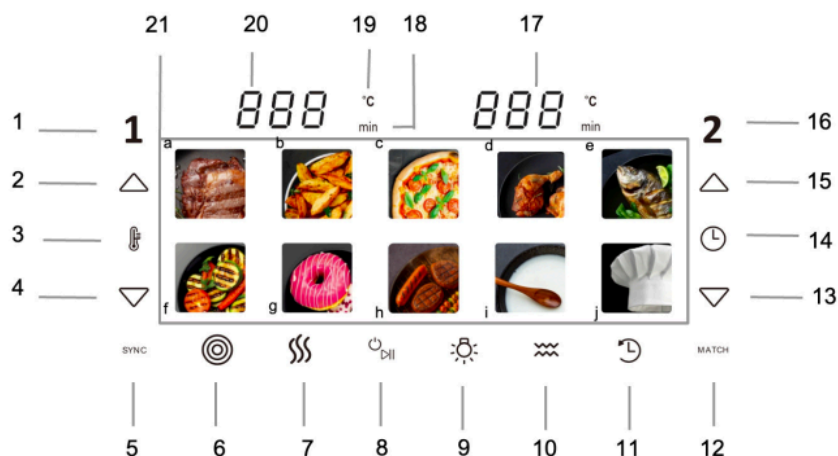 21 20 19 18 17
888 °C min 888 °C min
1 1 2 16
a b c d e
2 15
3 14
4 13
f g h i j
SYNC MATCH
5 6 7 8 9 10 11 12